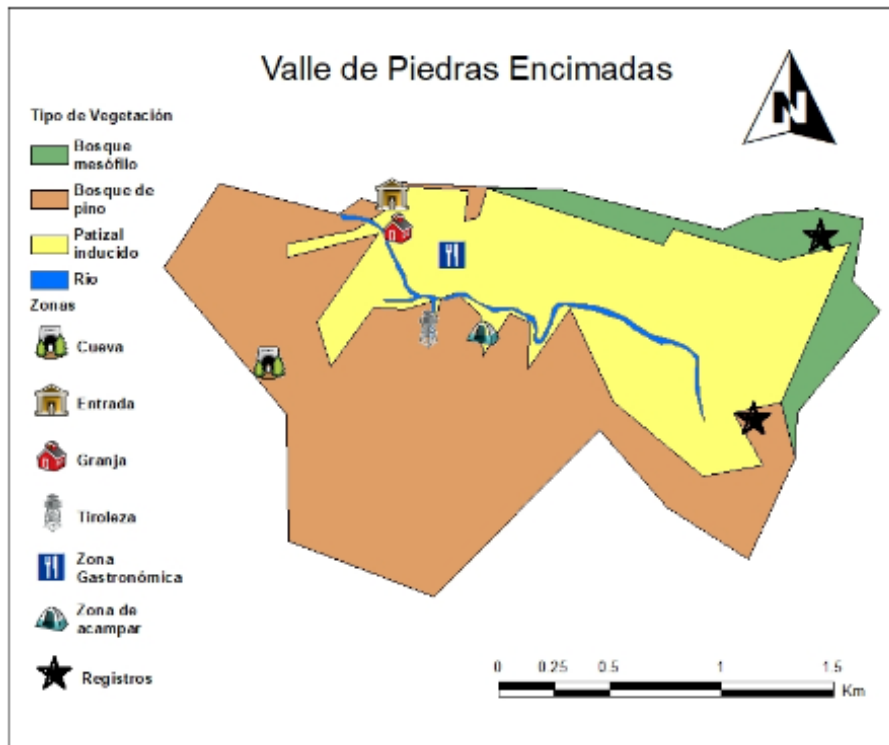 Valle de Piedras Encimadas
N
Tipo de Vegetación
Bosque
mesófilo
Bosque de
pino
Patizal
inducido
Río
Zonas
Cueva
Entrada
Granja
Tiroleza
Zona
Gastronómica
Zona de
acampar
Registros
0 0.25 0.5 1 1.5
Km